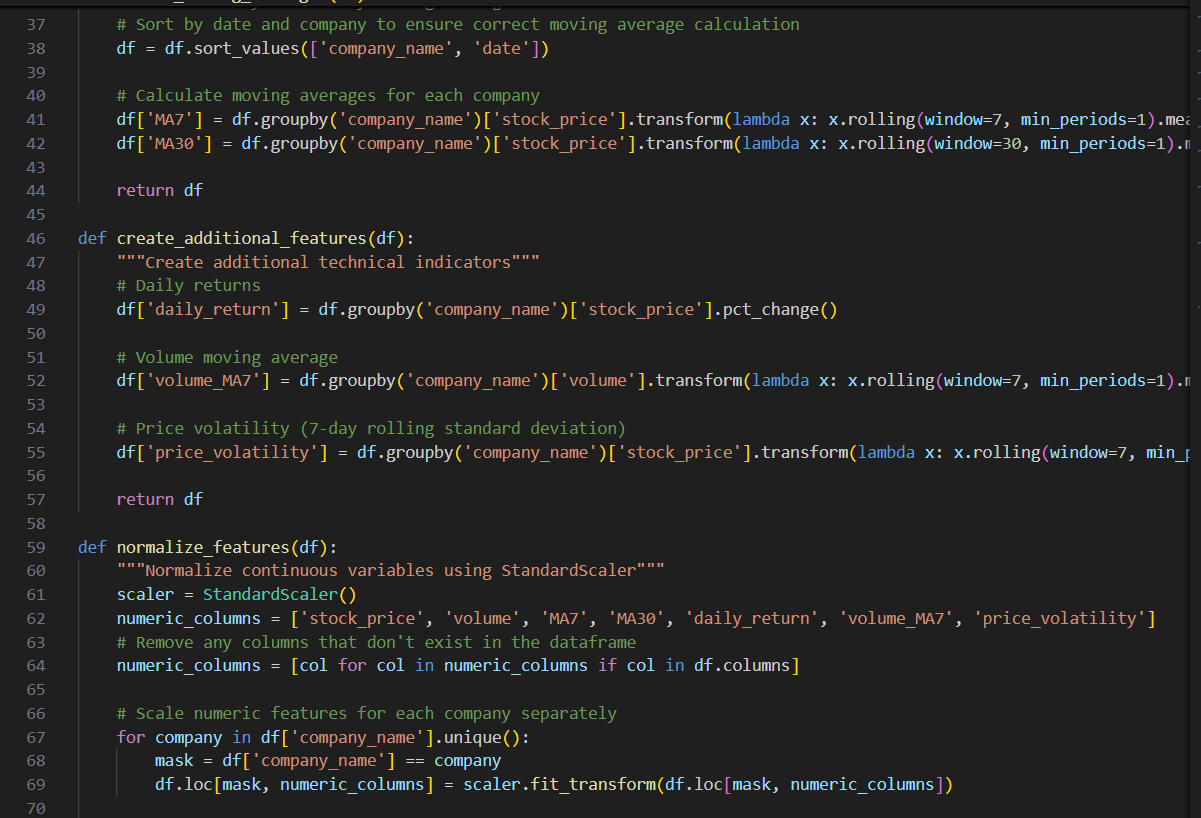 37 # Sort by date and company to ensure correct moving average calculation
38 df = df.sort_values(['company_name', 'date'])
39
40 # Calculate moving averages for each company
41 df['MA7'] = df.groupby('company_name')['stock_price'].transform(lambda x: x.rolling(window=7, min_periods=1).mea
42 df['MA30'] = df.groupby('company_name')['stock_price'].transform(lambda x: x.rolling(window=30, min_periods=1).
43
44 return df
45
46 def create_additional_features(df):
47 """Create additional technical indicators"""
48 # Daily returns
49 df['daily_return'] = df.groupby('company_name')['stock_price'].pct_change()
50
51 # Volume moving average
52 df['volume_MA7'] = df.groupby('company_name')['volume'].transform(lambda x: x.rolling(window=7, min_periods=1).
53
54 # Price volatility (7-day rolling standard deviation)
55 df['price_volatility'] = df.groupby('company_name')['stock_price'].transform(lambda x: x.rolling(window=7, min_
56
57 return df
58
59 def normalize_features(df):
60 """Normalize continuous variables using StandardScaler"""
61 scaler = StandardScaler()
62 numeric_columns = ['stock_price', 'volume', 'MA7', 'MA30', 'daily_return', 'volume_MA7', 'price_volatility']
63 # Remove any columns that don't exist in the dataframe
64 numeric_columns = [col for col in numeric_columns if col in df.columns]
65
66 # Scale numeric features for each company separately
67 for company in df['company_name'].unique():
68 mask = df['company_name'] == company
69 df.loc[mask, numeric_columns] = scaler.fit_transform(df.loc[mask, numeric_columns])
70